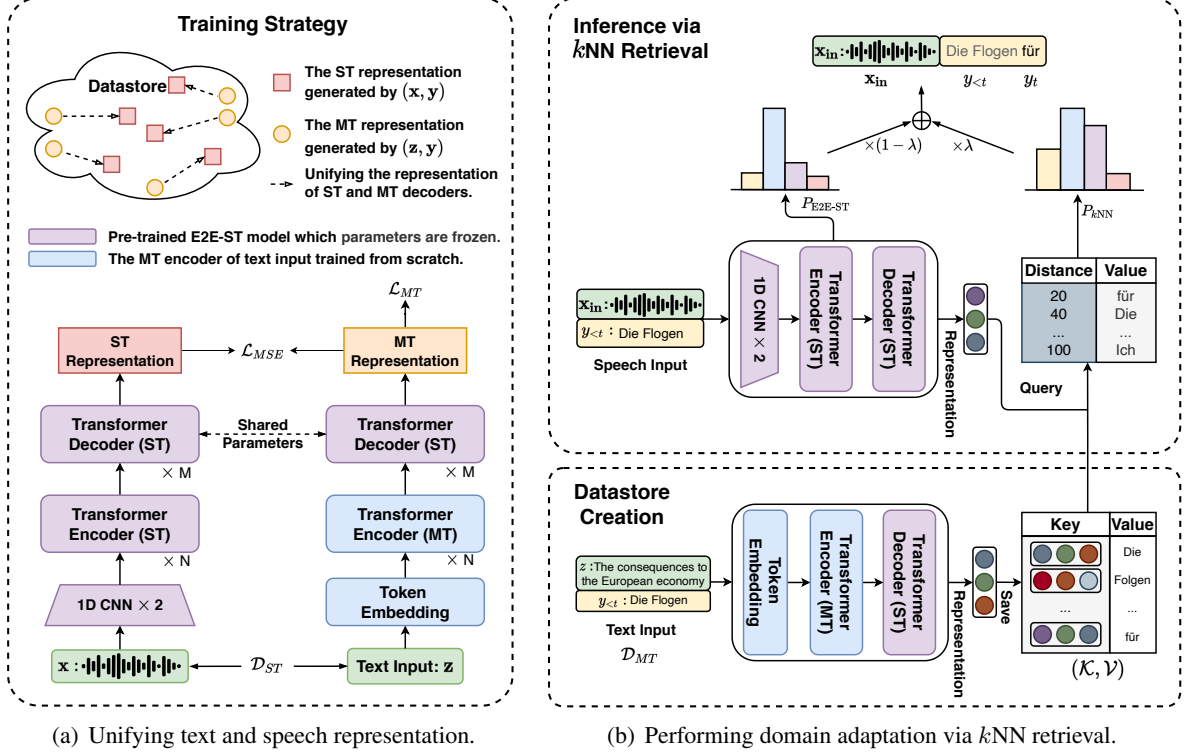 Training Strategy
Datastore
The ST representation
generated by (x, y)
The MT representation
generated by (z, y)
Unifying the representation
of ST and MT decoders.
Pre-trained E2E-ST model which parameters are frozen.
The MT encoder of text input trained from scratch.
ℒ_MT
ST
Representation
ℒ_MSE
MT
Representation
Transformer
Decoder (ST)
× M
Shared
Parameters
Transformer
Decoder (ST)
× M
Transformer
Encoder (ST)
× N
Transformer
Encoder (MT)
× N
1D CNN × 2
Token
Embedding
x :
𝒟_ST
Text Input: z
(a) Unifying text and speech representation.
Inference via
kNN Retrieval
x_in :
Die Flogen für
x_in
y_<t
y_t
×(1 − λ)
×λ
P_E2E-ST
P_kNN
x_in :
y_<t : Die Flogen
Speech Input
1D CNN × 2
Transformer
Encoder (ST)
Transformer
Decoder (ST)
Representation
Query
Distance Value
20 für
40 Die
... ...
100 Ich
Datastore
Creation
z :The consequences to
the European economy
y_<t : Die Flogen
Text Input
𝒟_MT
Token
Embedding
Transformer
Encoder (MT)
Transformer
Decoder (ST)
Representation
Save
Key Value
Die
Folgen
... ...
für
(𝒦, 𝒱)
(b) Performing domain adaptation via kNN retrieval.